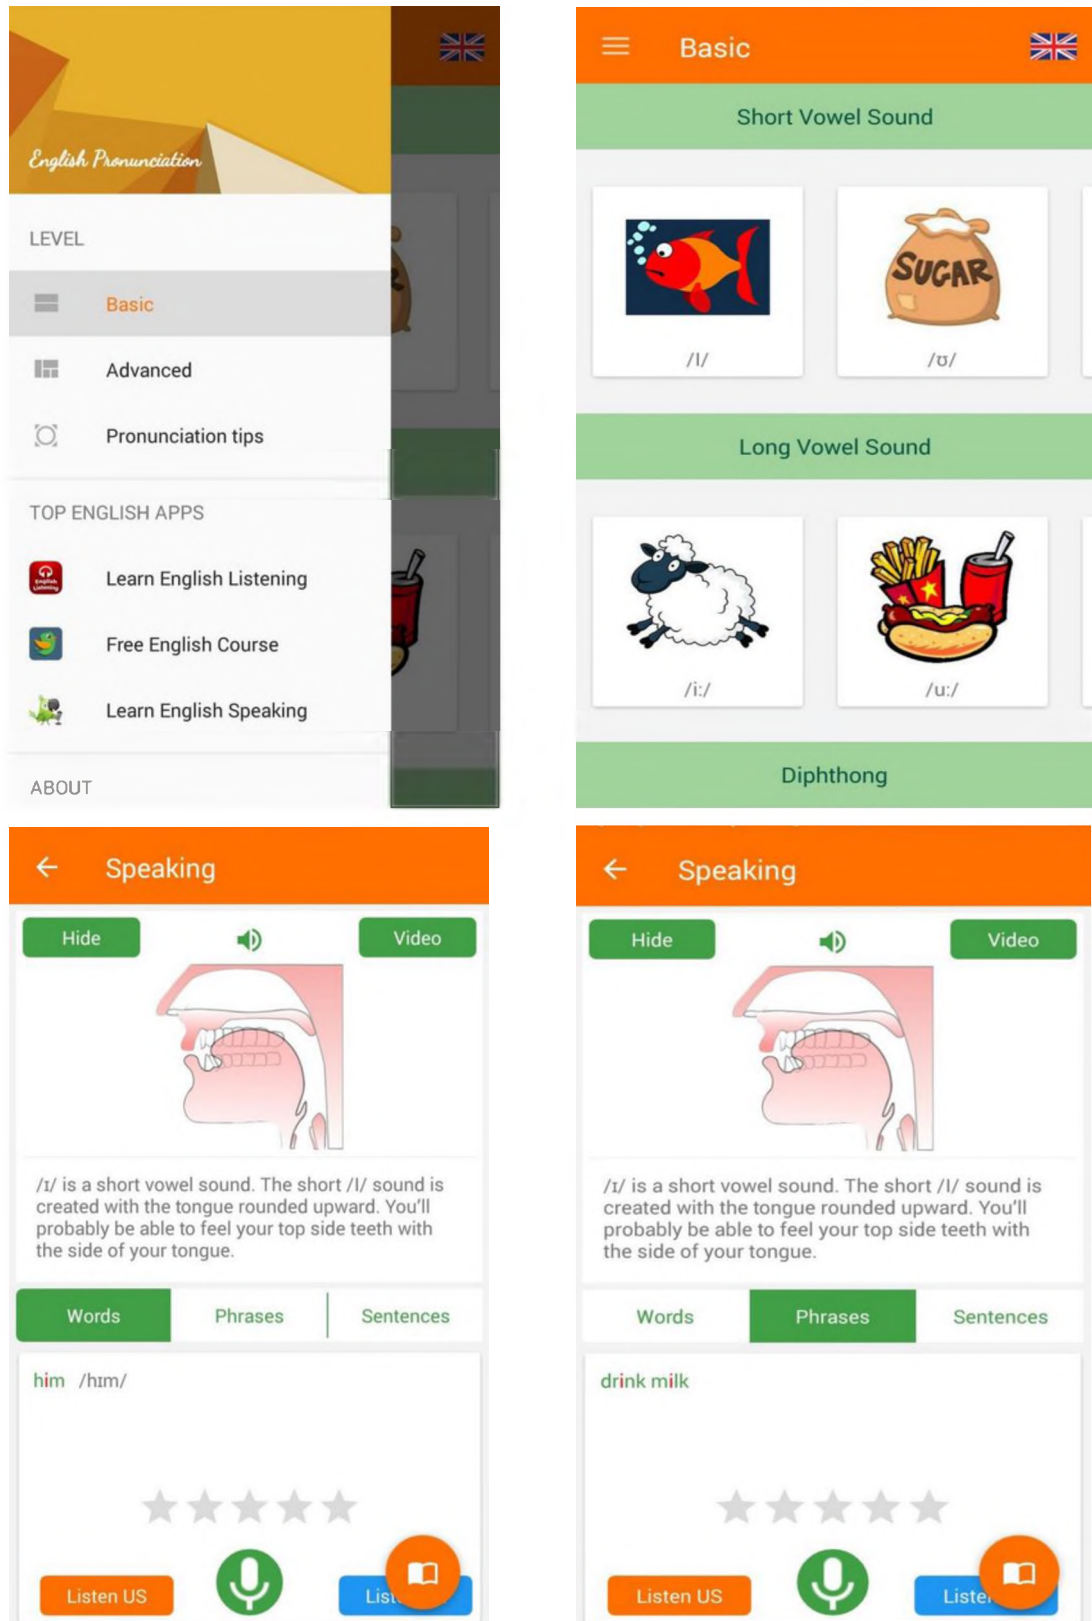 English Pronunciation
LEVEL
Basic
Advanced
Pronunciation tips
TOP ENGLISH APPS
English Listening
Learn English Listening
Free English Course
Learn English Speaking
ABOUT
Basic
Short Vowel Sound
SUGAR
/I/
/ʊ/
Long Vowel Sound
/i:/
/u:/
Diphthong
Speaking
Hide
Video
/ɪ/ is a short vowel sound. The short /I/ sound is
created with the tongue rounded upward. You'll
probably be able to feel your top side teeth with
the side of your tongue.
Words
Phrases
Sentences
him /hɪm/
Listen US
Speaking
Hide
Video
/ɪ/ is a short vowel sound. The short /I/ sound is
created with the tongue rounded upward. You'll
probably be able to feel your top side teeth with
the side of your tongue.
Words
Phrases
Sentences
drink milk
Listen US